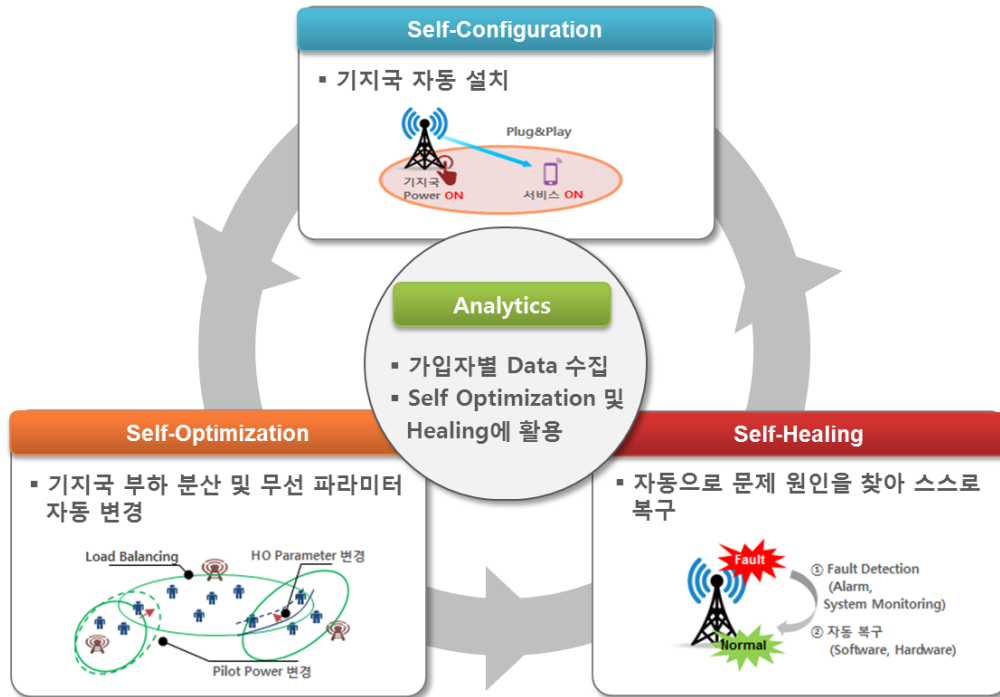 Self-Configuration
▪ 기지국 자동 설치
Plug&Play
기지국
Power ON
서비스 ON
Analytics
▪ 가입자별 Data 수집
▪ Self Optimization 및
Healing에 활용
Self-Optimization
▪ 기지국 부하 분산 및 무선 파라미터
자동 변경
Load Balancing
HO Parameter 변경
Pilot Power 변경
Self-Healing
▪ 자동으로 문제 원인을 찾아 스스로
복구
Fault
① Fault Detection
(Alarm,
System Monitoring)
Normal
② 자동 복구
(Software, Hardware)